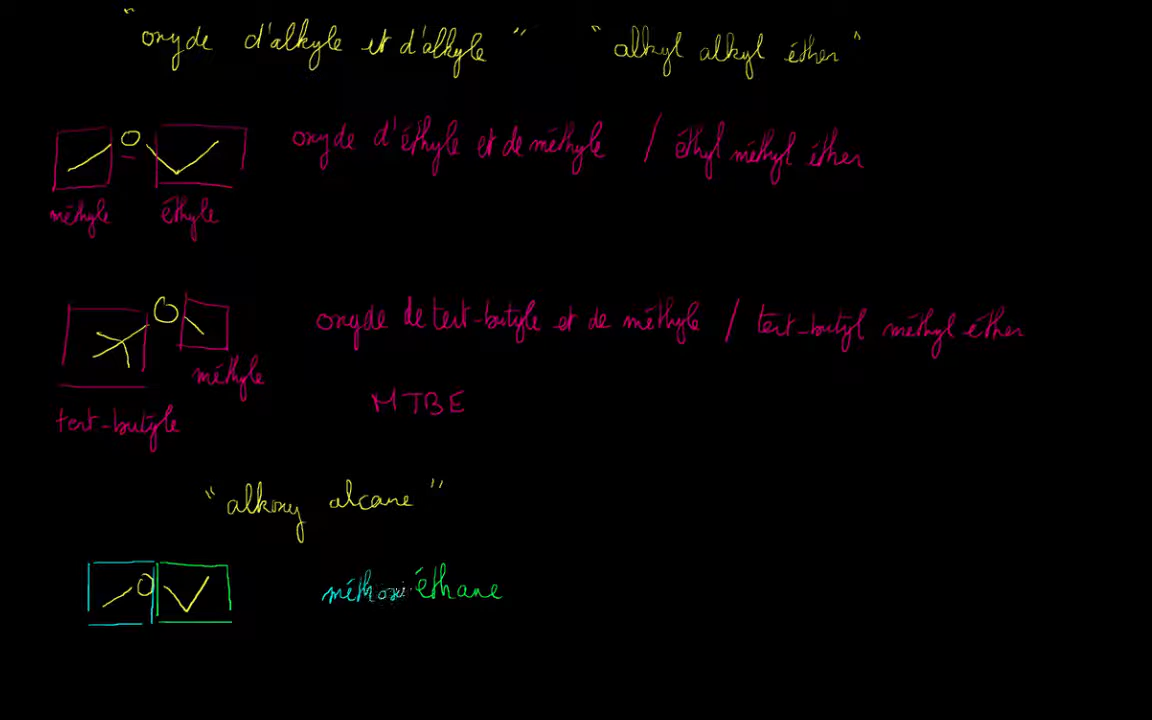 "oxyde d'alkyle et d'alkyle" "alkyl alkyl éther"
O oxyde d'éthyle et de méthyle / éthyl méthyl éther
méthyle éthyle
O oxyde de tert-butyle et de méthyle / tert-butyl méthyl éther
méthyle
MTBE
tert-butyle
"alkoxy alcane"
O éthane